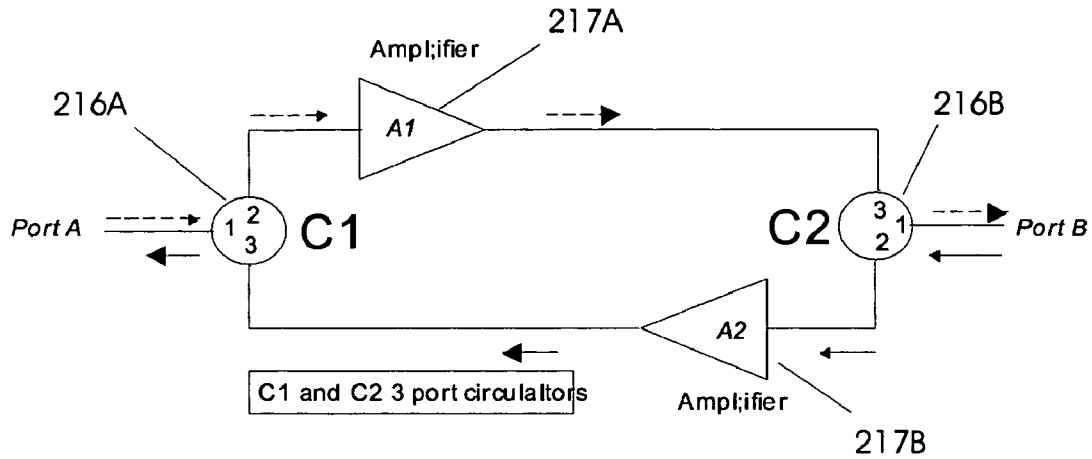 217A
Ampl;ifier
216A
216B
A1
Port A
1
2
3
C1
C2
3
1
2
Port B
A2
C1 and C2 3 port circulaltors
Ampl;ifier
217B